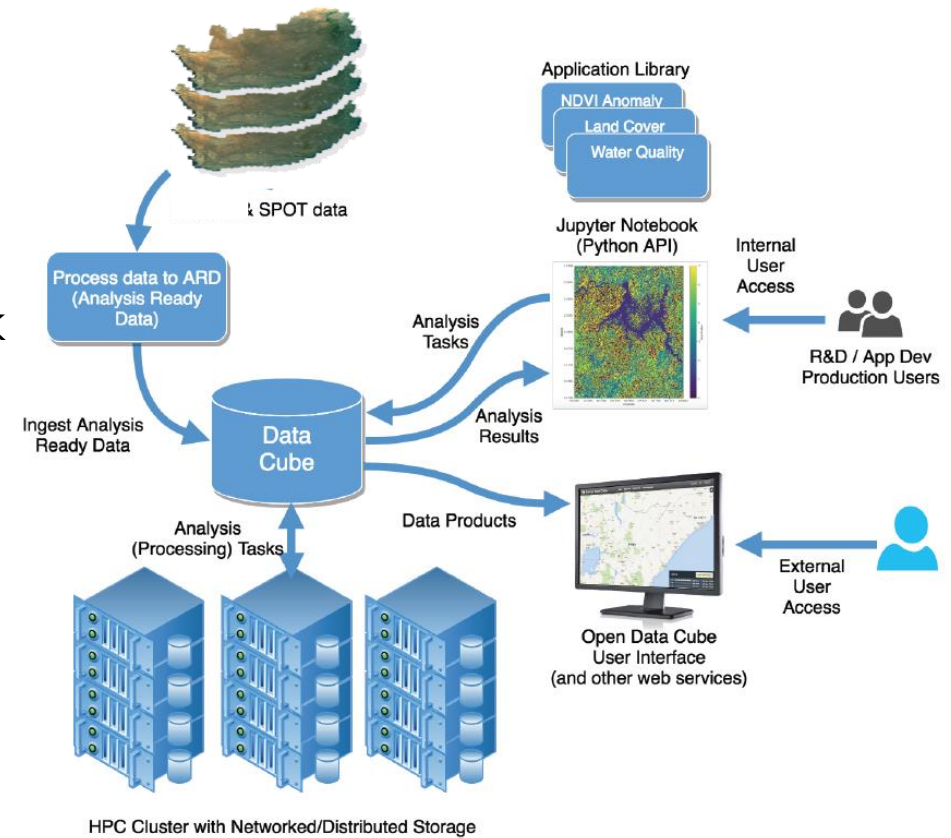 & SPOT data
Process data to ARD
(Analysis Ready
Data)
Ingest Analysis
Ready Data
Data
Cube
Analysis
(Processing) Tasks
HPC Cluster with Networked/Distributed Storage
Application Library
NDVI Anomaly
Land Cover
Water Quality
Jupyter Notebook
(Python API)
Analysis
Tasks
Analysis
Results
Data Products
Internal
User
Access
R&D / App Dev
Production Users
Open Data Cube
User Interface
(and other web services)
External
User
Access